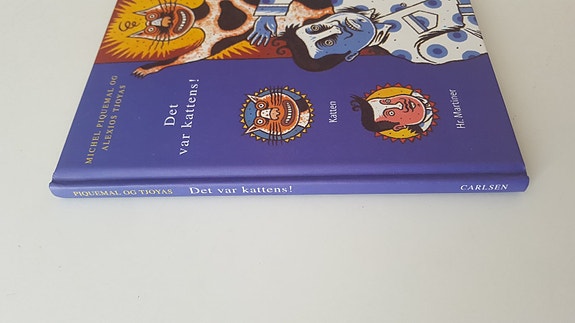 MICHEL PIQUEMAL OG
ALEXIOS TJOYAS
Det
var kattens!
Katten
Hr. Martiner
PIQUEMAL OG TJOYAS Det var kattens! CARLSEN